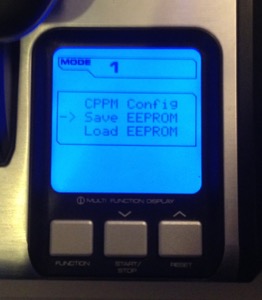 MODE 1
CPPM Config
-> Save EEPROM
Load EEPROM
MULTI FUNCTION DISPLAY
FUNCTION
START/
STOP
RESET